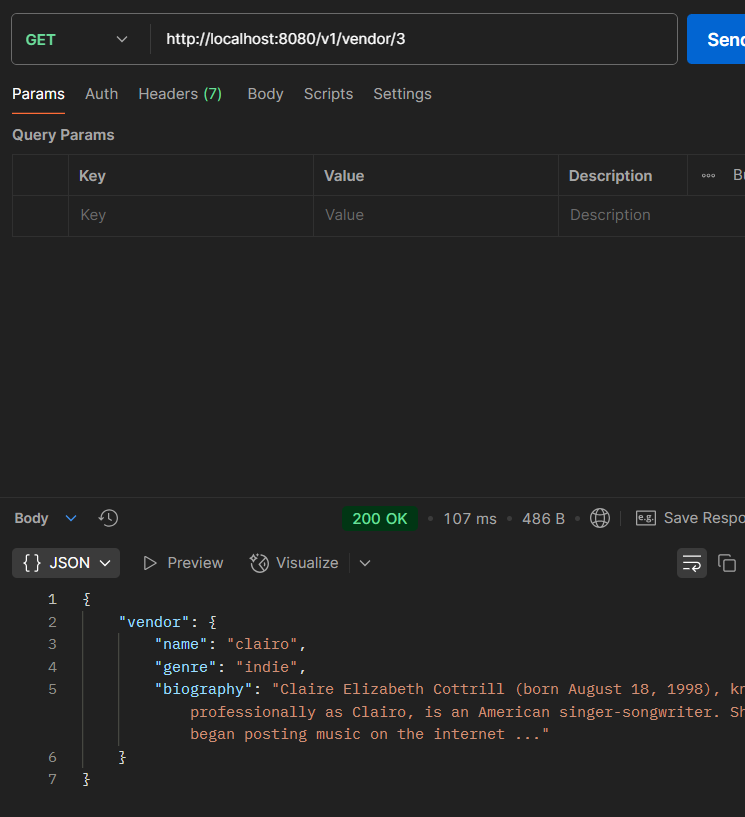 GET http://localhost:8080/v1/vendor/3 Send
Params Auth Headers (7) Body Scripts Settings
Query Params
Key Value Description
Key Value Description
Body 200 OK 107 ms 486 B e.g. Save Respo
{} JSON Preview Visualize
1 {
2 "vendor": {
3 "name": "clairo",
4 "genre": "indie",
5 "biography": "Claire Elizabeth Cottrill (born August 18, 1998), kn
professionally as Clairo, is an American singer-songwriter. Sh
began posting music on the internet ..."
6 }
7 }